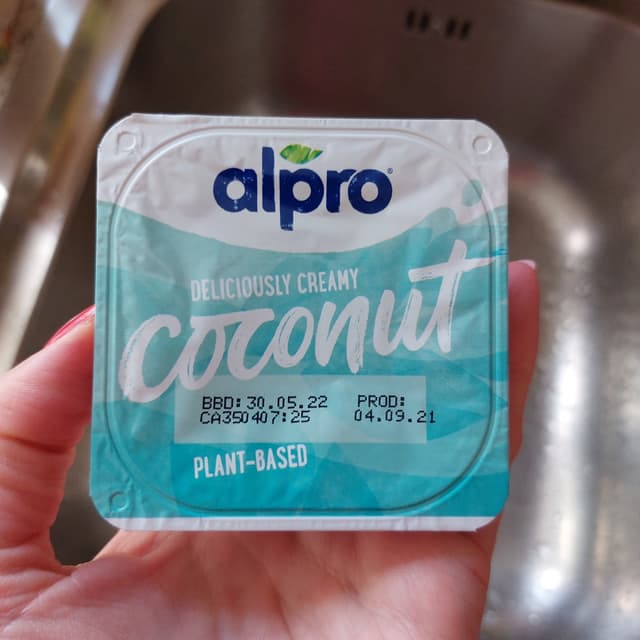 alpro
DELICIOUSLY CREAMY
coconut
BBD: 30.05.22 PROD:
CA350407:25 04.09.21
PLANT-BASED